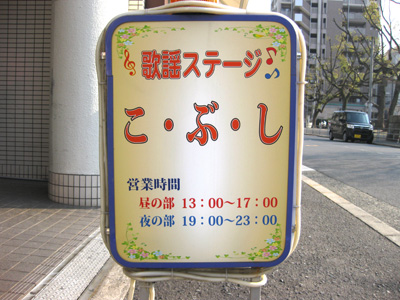 歌謡ステージ
こ・ぶ・し
営業時間
昼の部 13：00～17：00
夜の部 19：00～23：00